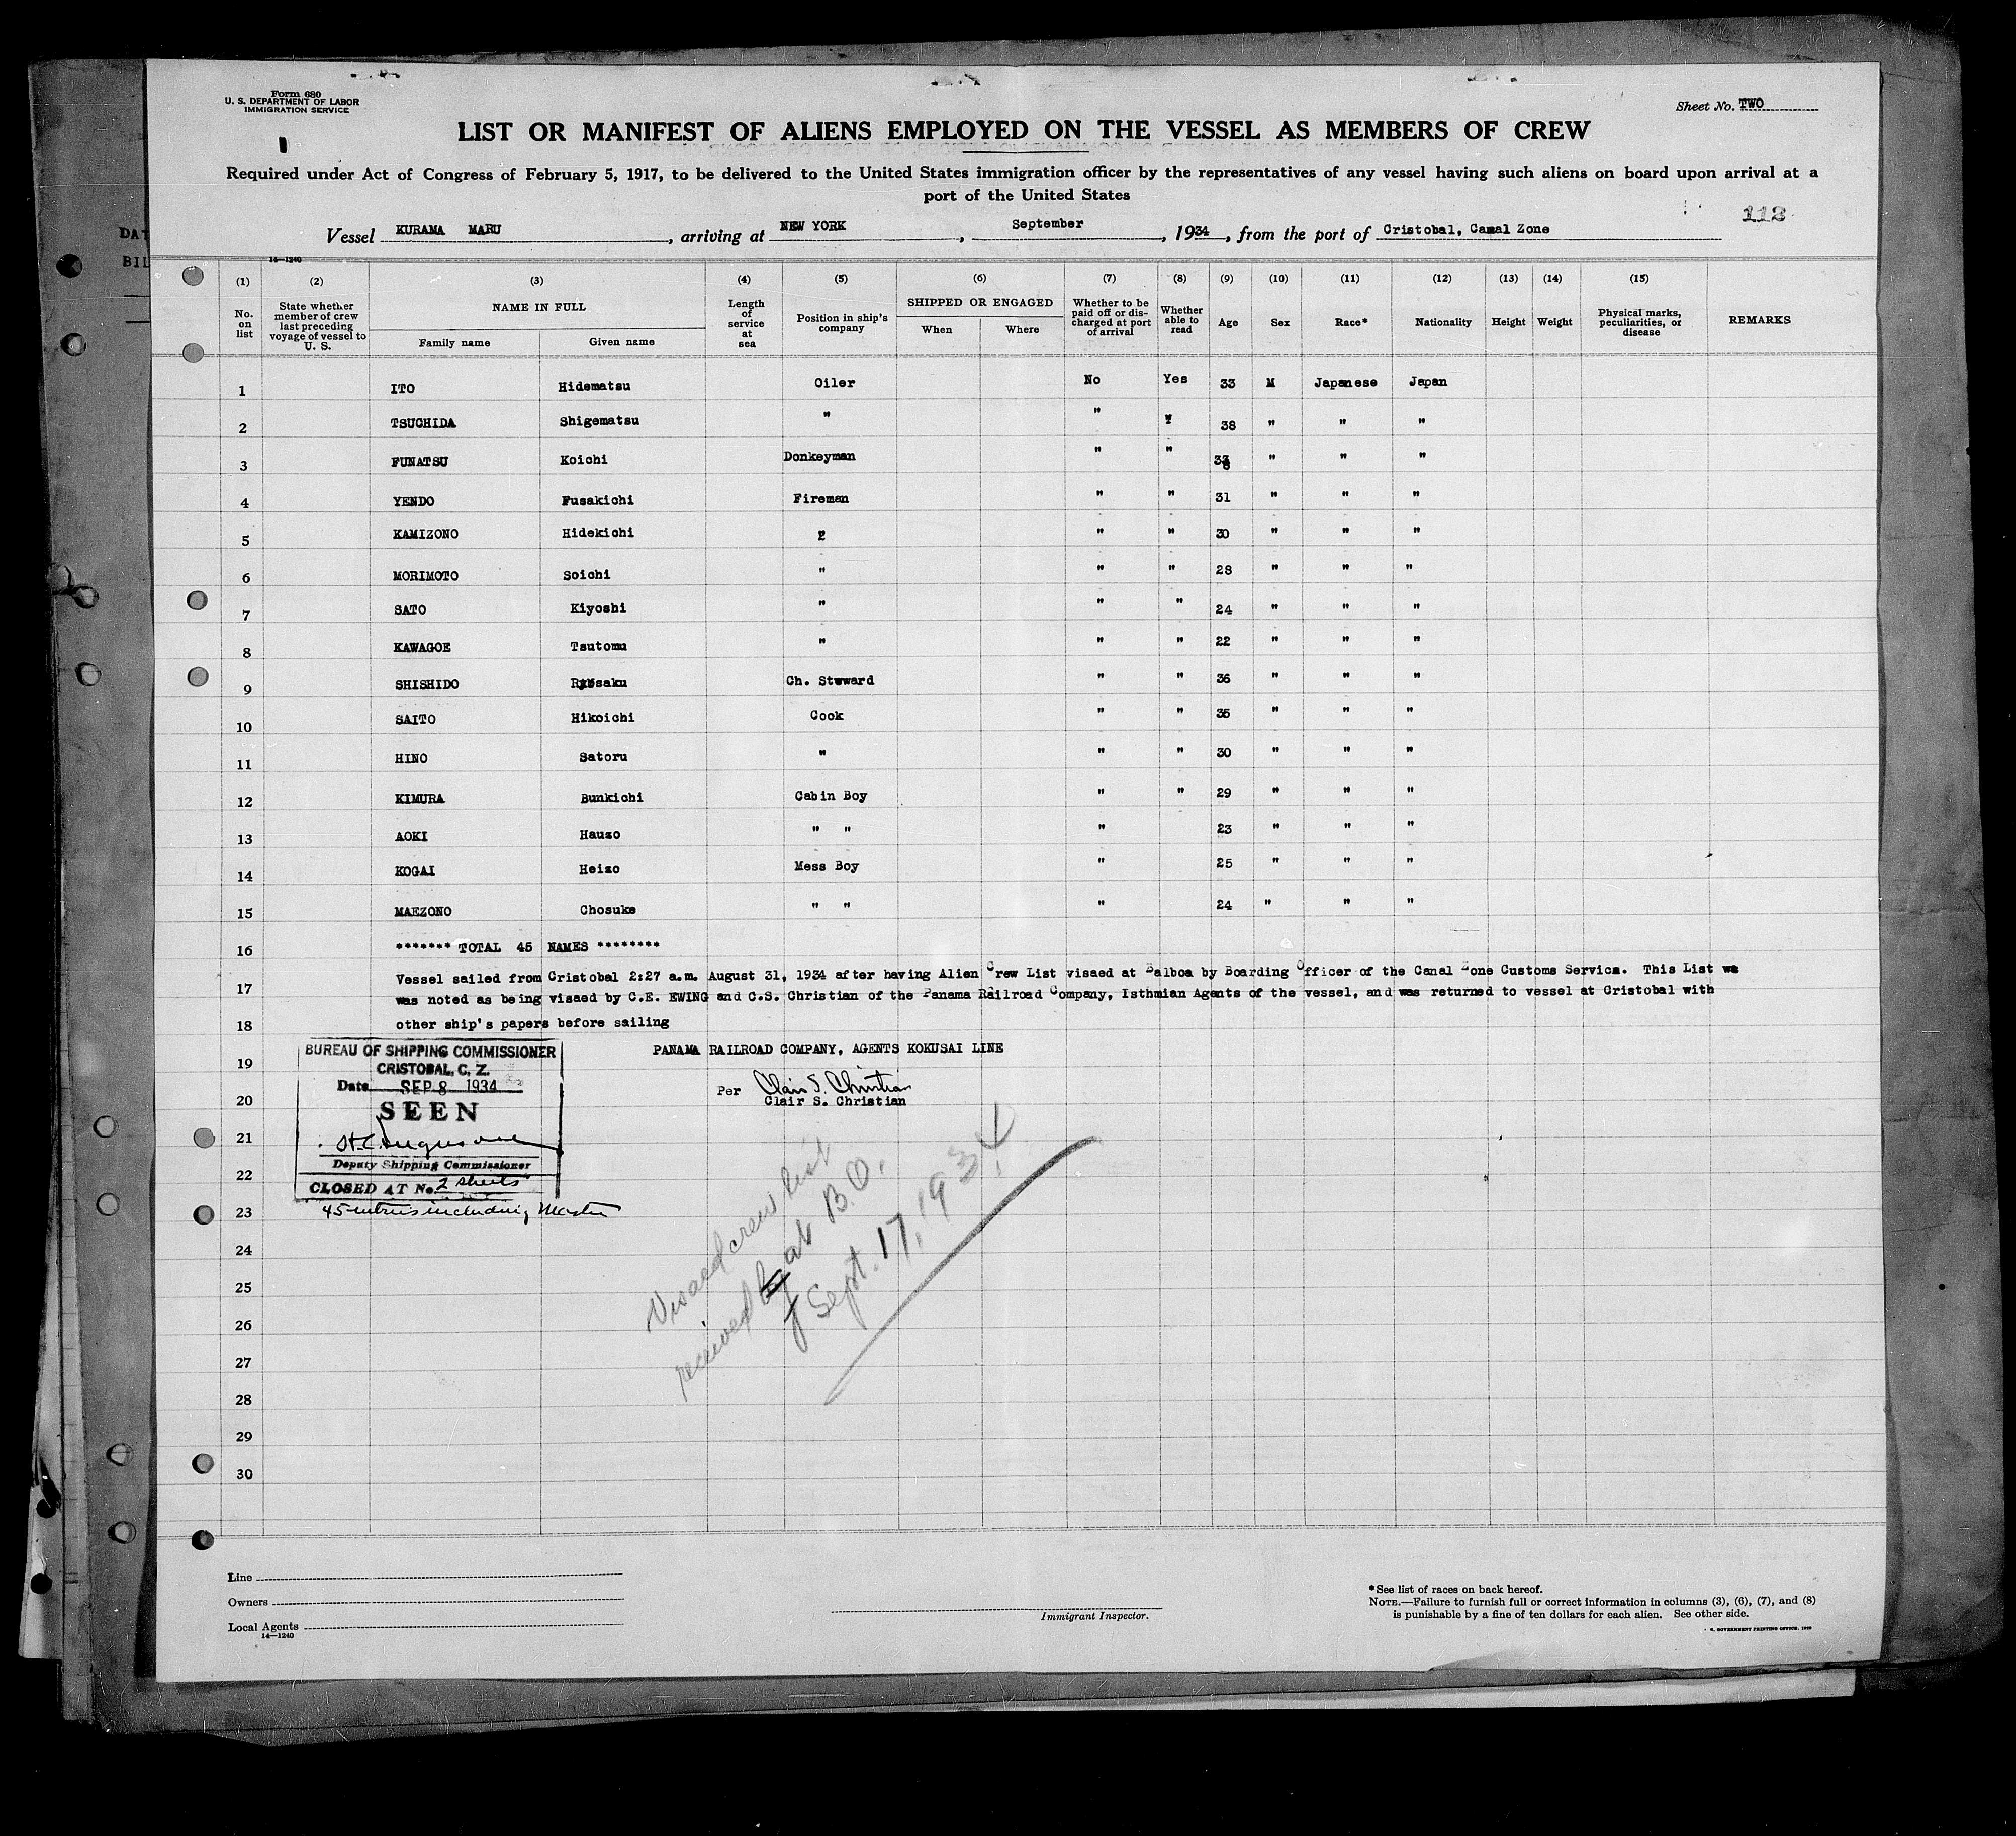 Form 680
U. S. DEPARTMENT OF LABOR
IMMIGRATION SERVICE
Sheet No. TWO
LIST OR MANIFEST OF ALIENS EMPLOYED ON THE VESSEL AS MEMBERS OF CREW
Required under Act of Congress of February 5, 1917, to be delivered to the United States immigration officer by the representatives of any vessel having such aliens on board upon arrival at a
port of the United States
112
Vessel KURAMA MARU, arriving at NEW YORK, September, 1934, from the port of Cristobal, Canal Zone
DAT
BIL
14—1240
(1) (2) (3) (4) (5) (6) (7) (8) (9) (10) (11) (12) (13) (14) (15)
No. on list
State whether member of crew last preceding voyage of vessel to U. S.
NAME IN FULL
Family name
Given name
Length of service at sea
Position in ship's company
SHIPPED OR ENGAGED
When
Where
Whether to be paid off or discharged at port of arrival
Whether able to read
Age
Sex
Race*
Nationality
Height
Weight
Physical marks, peculiarities, or disease
REMARKS
1 ITO Hidematsu Oiler No Yes 33 M Japanese Japan
2 TSUCHIDA Shigematsu " " " 38 " " "
3 FUNATSU Koichi Donkeyman " " " " "
4 YENDO Fusakichi Fireman " " 31 " " "
5 KAMIZONO Hidekichi " " " 30 " " "
6 MORIMOTO Soichi " " " 28 " " "
7 SATO Kiyoshi " " " 24 " " "
8 KAWAGOE Tsutomu " " " 22 " " "
9 SHISHIDO Ryosaku Ch. Steward " " 36 " " "
10 SAITO Hikoichi Cook " " 35 " " "
11 HINO Satoru " " " 30 " " "
12 KIMURA Bunkichi Cabin Boy " " 29 " " "
13 AOKI Hauzo " " " 23 " " "
14 KOGAI Heizo Mess Boy " 25 " " "
15 MAEZONO Chosuke " " " 24 " " "
16 ******* TOTAL 45 NAMES ********
Vessel sailed from Cristobal 2:27 a.m. August 31, 1934 after having Alien Crew List visaed at Balboa by Boarding Officer of the Canal Zone Customs Service. This List wa
17 was noted as being visaed by C.E. EWING and C.S. Christian of the Panama Railroad Company, Isthmian Agents of the vessel, and was returned to vessel at Cristobal with
18 other ship's papers before sailing
19 PANAMA RAILROAD COMPANY, AGENTS KOKUSAI LINE
20 Per Clair S. Christian
Clair S. Christian
BUREAU OF SHIPPING COMMISSIONER
CRISTOBAL, C. Z.
Date SEP 8 1934
SEEN
Deputy Shipping Commissioner
CLOSED AT No. 2 sheets
45 entries including Master
21
22
23
24
25
26
27
28
29
30
Visaed crew list
received by at B.O.
Sept. 17, 1934
Line
Owners
Local Agents
14—1240
Immigrant Inspector.
*See list of races on back hereof.
NOTE.—Failure to furnish full or correct information in columns (3), (6), (7), and (8)
is punishable by a fine of ten dollars for each alien. See other side.
GOVERNMENT PRINTING OFFICE